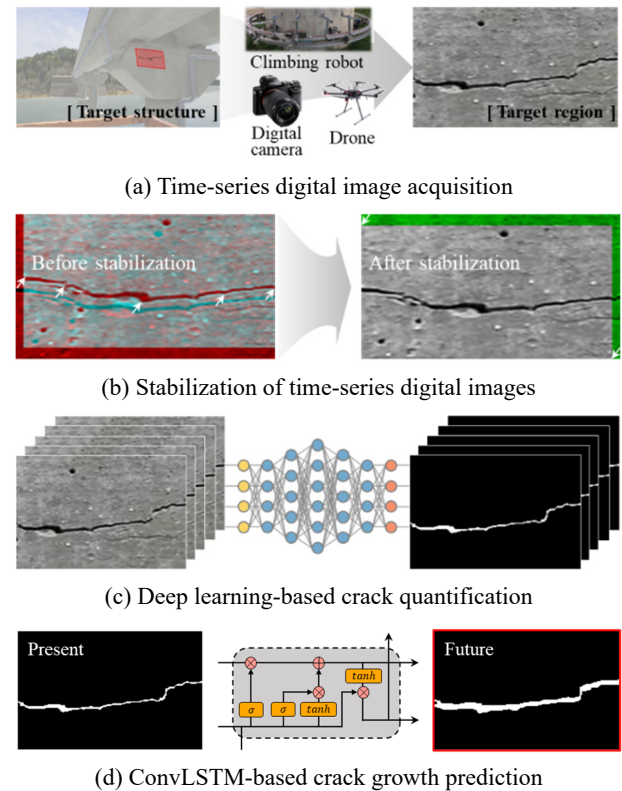 Climbing robot
[ Target structure ]
Digital
camera
Drone
[ Target region ]
(a) Time-series digital image acquisition
Before stabilization
After stabilization
(b) Stabilization of time-series digital images
(c) Deep learning-based crack quantification
Present
σ
σ
tanh
tanh
Future
(d) ConvLSTM-based crack growth prediction